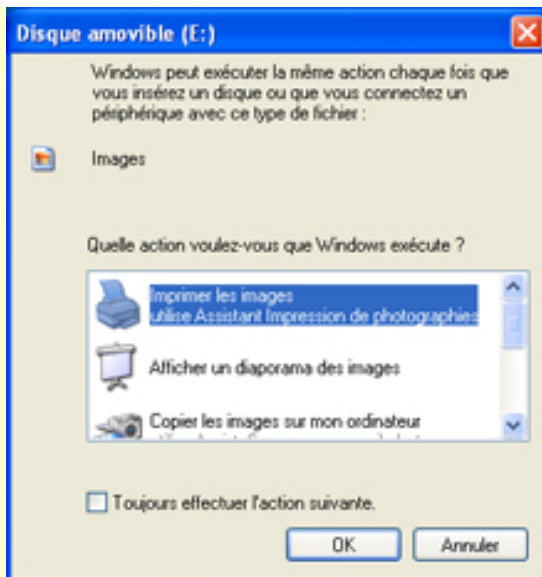 Disque amovible (E:)
Windows peut exécuter la même action chaque fois que
vous insérez un disque ou que vous connectez un
périphérique avec ce type de fichier :
Images
Quelle action voulez-vous que Windows exécute ?
Imprimer les images
utilise Assistant Impression de photographies
Afficher un diaporama des images
Copier les images sur mon ordinateur
Toujours effectuer l'action suivante.
OK
Annuler